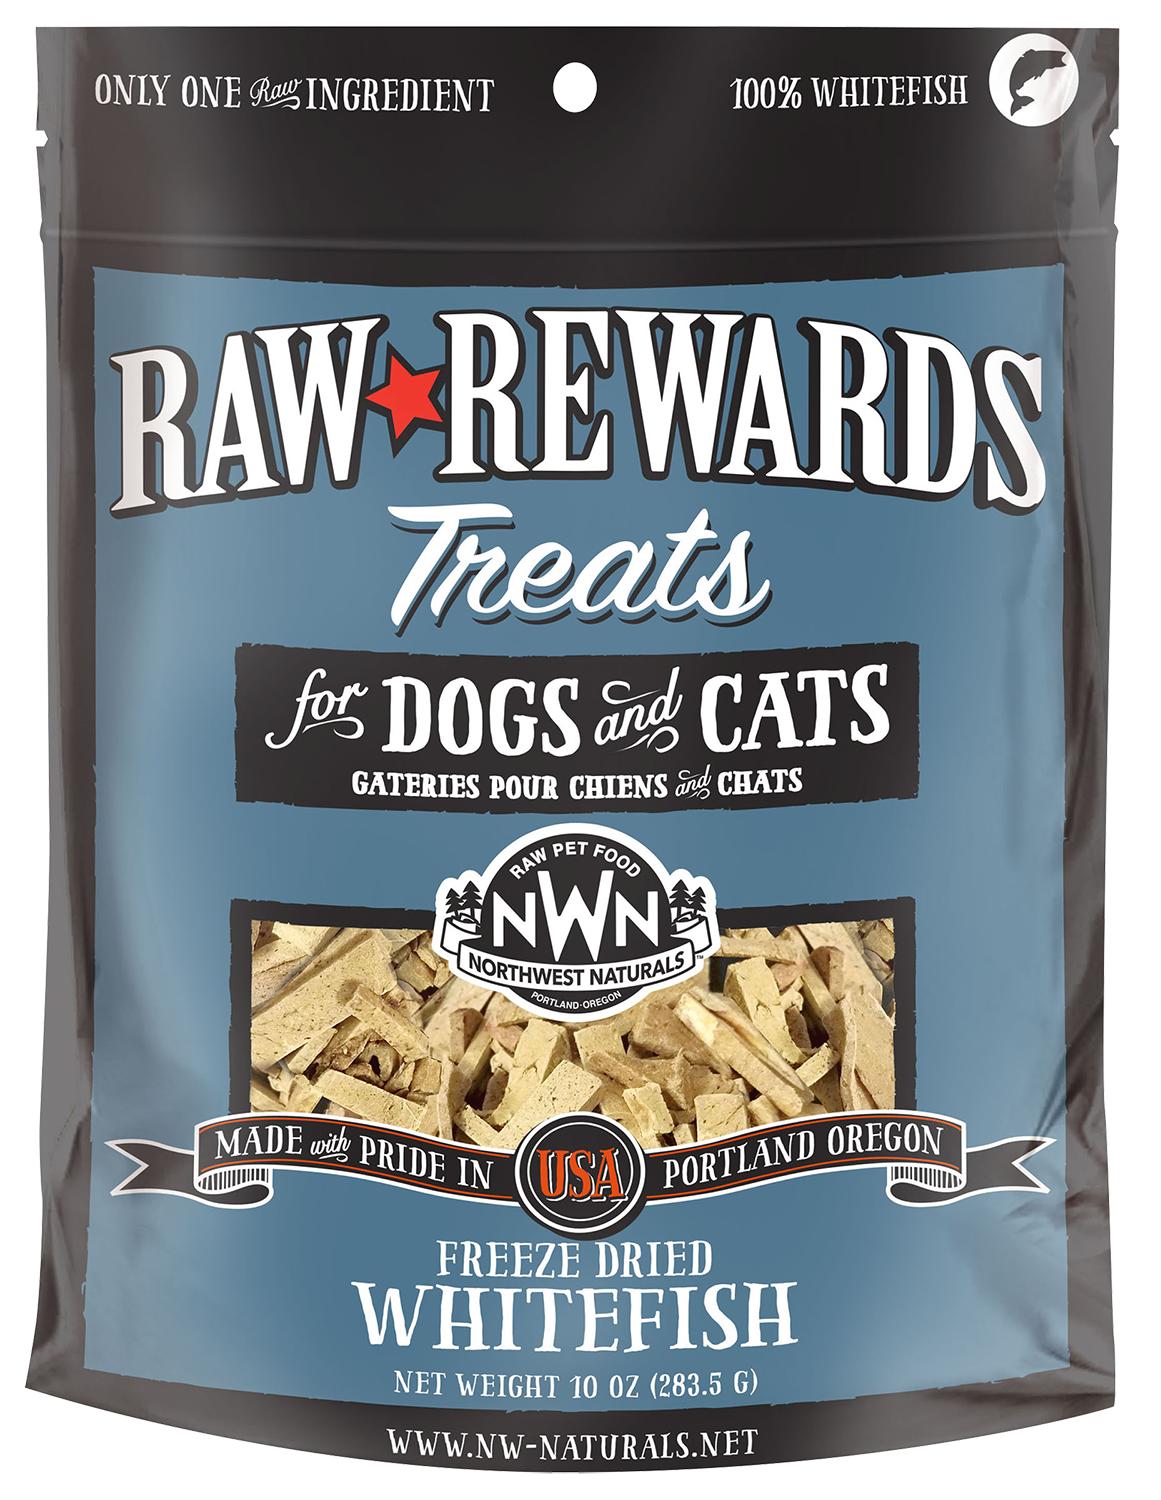 ONLY ONE Raw INGREDIENT
100% WHITEFISH
RAW REWARDS
Treats
for DOGS and CATS
GATERIES POUR CHIENS and CHATS
RAW PET FOOD
NWN
NORTHWEST NATURALS™
PORTLAND·OREGON
MADE with PRIDE IN USA PORTLAND OREGON
FREEZE DRIED
WHITEFISH
NET WEIGHT 10 OZ (283.5 G)
WWW.NW-NATURALS.NET